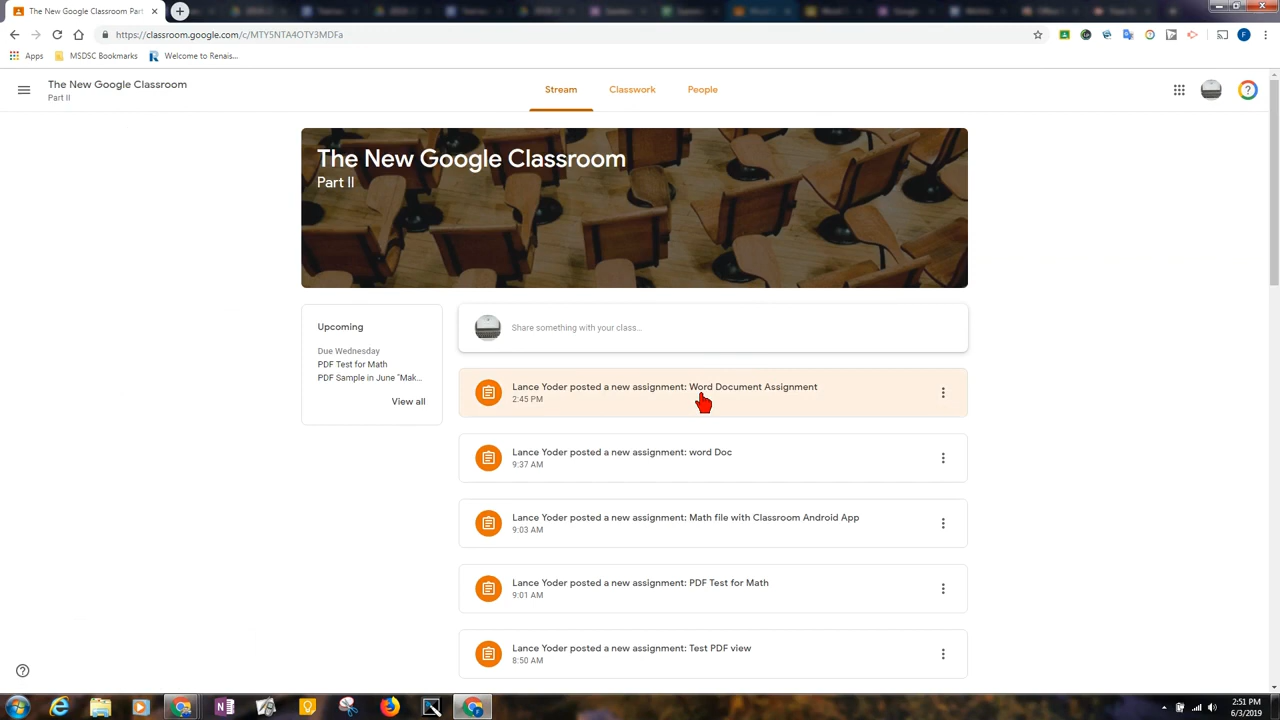 The New Google Classroom Part
https://classroom.google.com/c/MTY5NTA4OTY3MDFa
Apps
MSDSC Bookmarks
Welcome to Renais...
The New Google Classroom
Part II
Stream
Classwork
People
The New Google Classroom
Part II
Upcoming
Due Wednesday
PDF Test for Math
PDF Sample in June "Mak...
View all
Share something with your class...
Lance Yoder posted a new assignment: Word Document Assignment
2:45 PM
Lance Yoder posted a new assignment: word Doc
9:37 AM
Lance Yoder posted a new assignment: Math file with Classroom Android App
9:03 AM
Lance Yoder posted a new assignment: PDF Test for Math
9:01 AM
Lance Yoder posted a new assignment: Test PDF view
8:50 AM
2:51 PM
6/3/2019